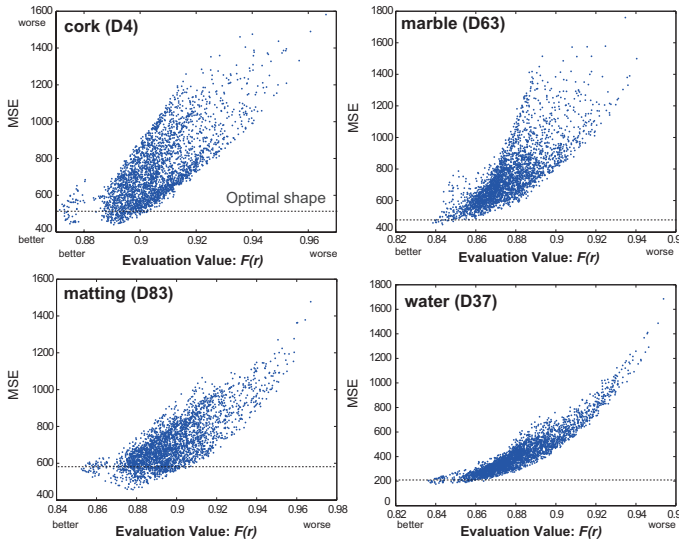 cork (D4)
worse
1600
1400
1200
1000
800
600
400
MSE
Optimal shape
better
0.88
0.9
0.92
0.94
0.96
better
worse
Evaluation Value: F(r)
marble (D63)
1800
1600
1400
1200
1000
800
600
400
MSE
0.82
0.84
0.86
0.88
0.9
0.92
0.94
0.9
better
worse
Evaluation Value: F(r)
matting (D83)
1600
1400
1200
1000
800
600
400
MSE
0.84
0.86
0.88
0.9
0.92
0.94
0.96
0.98
better
worse
Evaluation Value: F(r)
water (D37)
1800
1600
1400
1200
1000
800
600
400
200
0
MSE
0.82
0.84
0.86
0.88
0.9
0.92
0.94
0.9
better
worse
Evaluation Value: F(r)